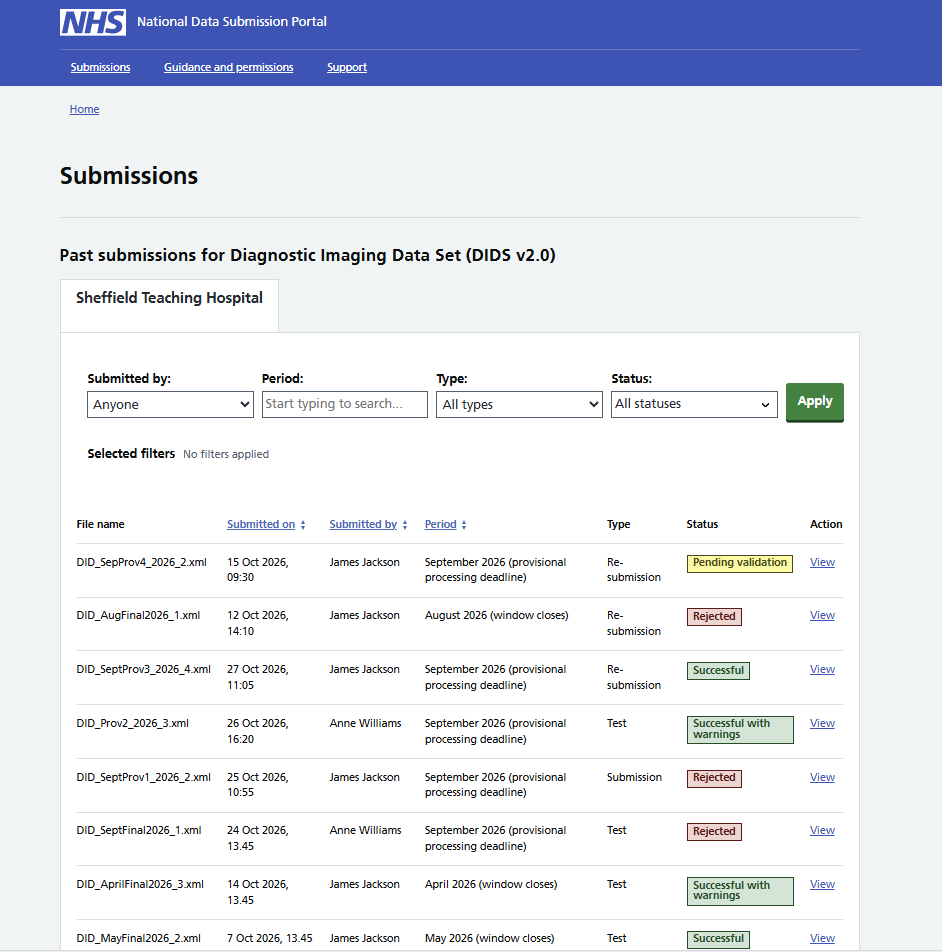 NHS National Data Submission Portal
Submissions Guidance and permissions Support
Home
Submissions
Past submissions for Diagnostic Imaging Data Set (DIDS v2.0)
Sheffield Teaching Hospital
Submitted by: Period: Type: Status:
Anyone Start typing to search... All types All statuses Apply
Selected filters No filters applied
File name Submitted on Submitted by Period Type Status Action
DID_SepProv4_2026_2.xml 15 Oct 2026, James Jackson September 2026 (provisional Re- Pending validation View
09:30 processing deadline) submission
DID_AugFinal2026_1.xml 12 Oct 2026, James Jackson August 2026 (window closes) Re- Rejected View
14:10 submission
DID_SeptProv3_2026_4.xml 27 Oct 2026, James Jackson September 2026 (provisional Re- Successful View
11:05 processing deadline) submission
DID_Prov2_2026_3.xml 26 Oct 2026, Anne Williams September 2026 (provisional Test Successful with View
16:20 processing deadline) warnings
DID_SeptProv1_2026_2.xml 25 Oct 2026, James Jackson September 2026 (provisional Submission Rejected View
10:55 processing deadline)
DID_SeptFinal2026_1.xml 24 Oct 2026, Anne Williams September 2026 (provisional Test Rejected View
13.45 processing deadline)
DID_AprilFinal2026_3.xml 14 Oct 2026, James Jackson April 2026 (window closes) Test Successful with View
13.45 warnings
DID_MayFinal2026_2.xml 7 Oct 2026, 13.45 James Jackson May 2026 (window closes) Test Successful View